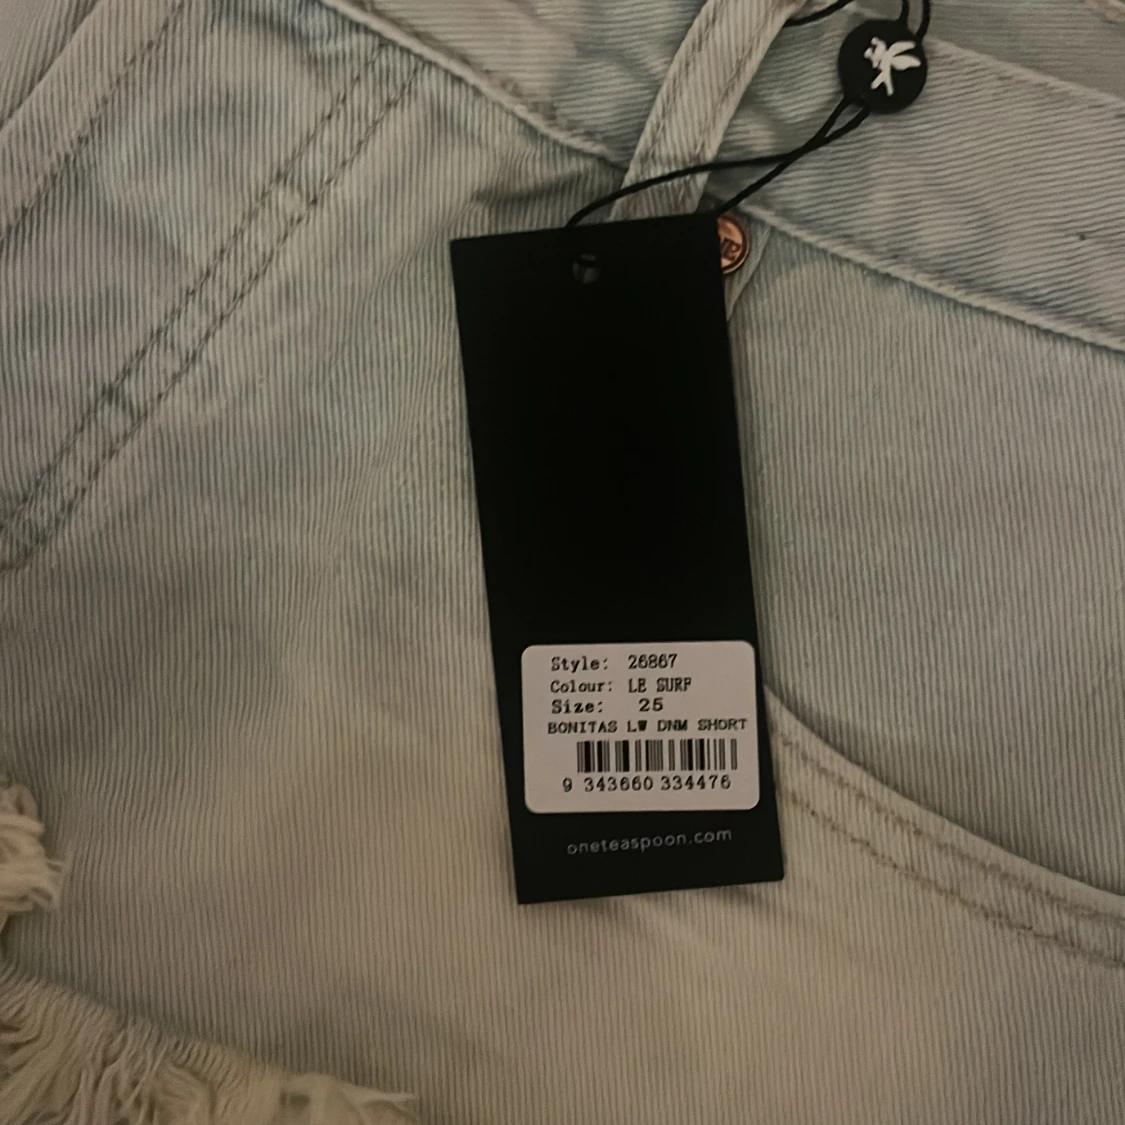 Style: 26867
Colour: LE SURF
Size: 25
BONITAS LW DNM SHORT
9 343660 334476
oneteaspoon.com